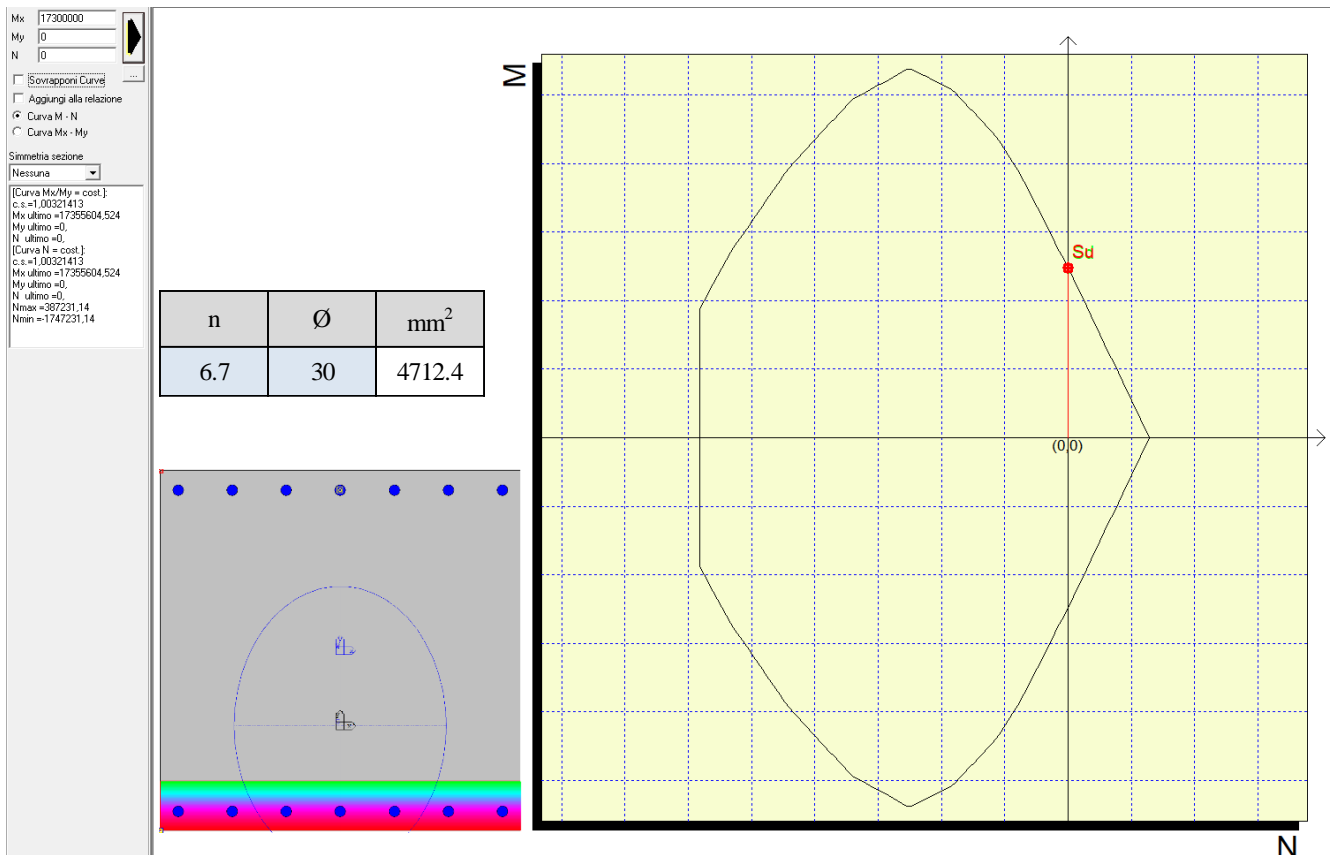 Mx 17300000
My 0
N 0
...
Sovrapponi Curve
Aggiungi alla relazione
Curva M - N
Curva Mx - My
Simmetria sezione
Nessuna
[Curva Mx/My = cost.]:
c.s.=1,00321413
Mx ultimo =17355604,524
My ultimo =0,
N ultimo =0,
[Curva N = cost.]:
c.s.=1,00321413
Mx ultimo =17355604,524
My ultimo =0,
N ultimo =0,
Nmax =387231,14
Nmin =-1747231,14
n Ø mm²
6.7 30 4712.4
M
Sd
(0,0)
N